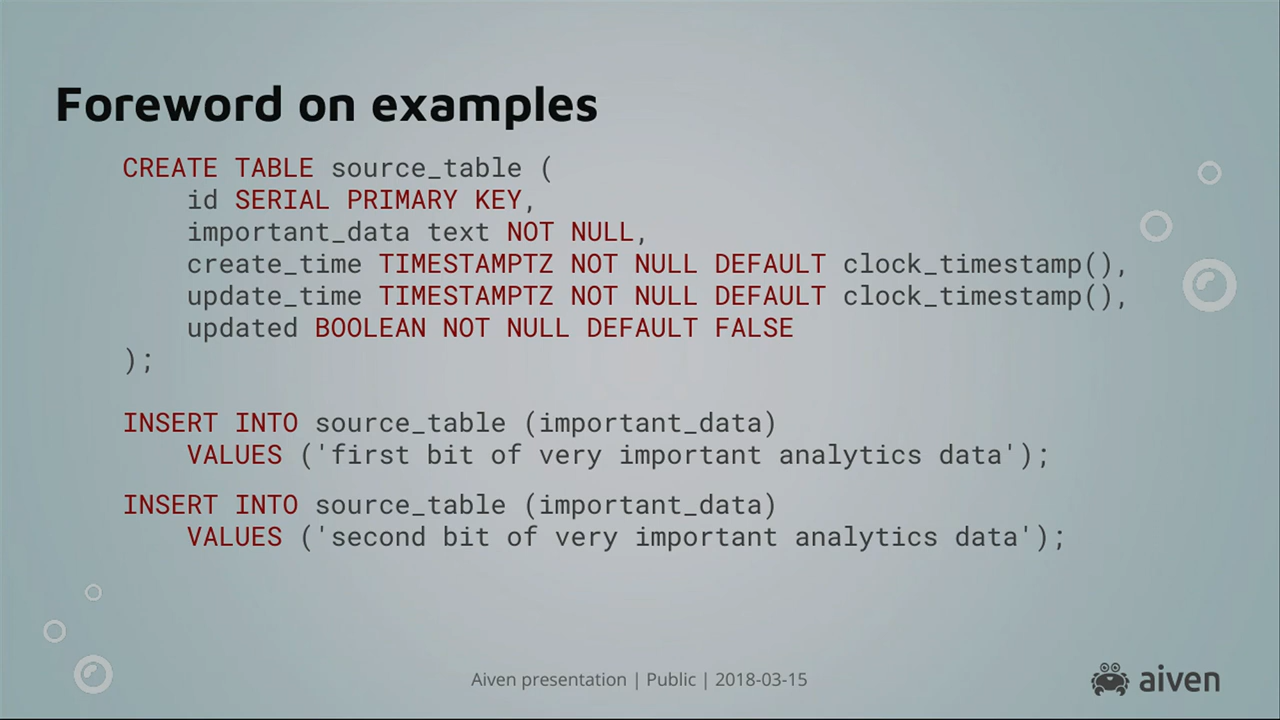 Foreword on examples
CREATE TABLE source_table (
    id SERIAL PRIMARY KEY,
    important_data text NOT NULL,
    create_time TIMESTAMPTZ NOT NULL DEFAULT clock_timestamp(),
    update_time TIMESTAMPTZ NOT NULL DEFAULT clock_timestamp(),
    updated BOOLEAN NOT NULL DEFAULT FALSE
);
INSERT INTO source_table (important_data)
    VALUES ('first bit of very important analytics data');
INSERT INTO source_table (important_data)
    VALUES ('second bit of very important analytics data');
Aiven presentation | Public | 2018-03-15
aiven